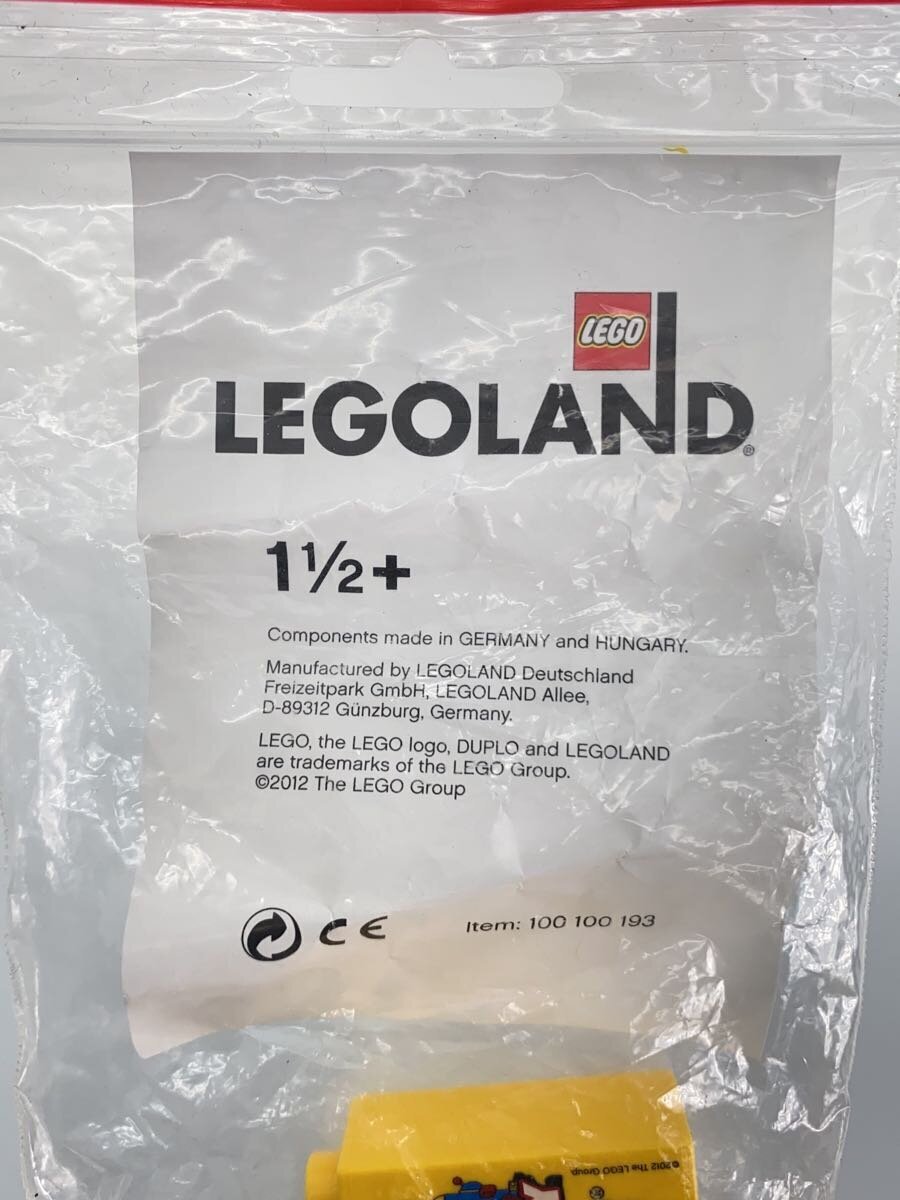 LEGO
LEGOLAND®
1½+
Components made in GERMANY and HUNGARY.
Manufactured by LEGOLAND Deutschland
Freizeitpark GmbH, LEGOLAND Allee,
D-89312 Günzburg, Germany.
LEGO, the LEGO logo, DUPLO and LEGOLAND
are trademarks of the LEGO Group.
©2012 The LEGO Group
CE Item: 100 100 193
©2012 The LEGO Group.